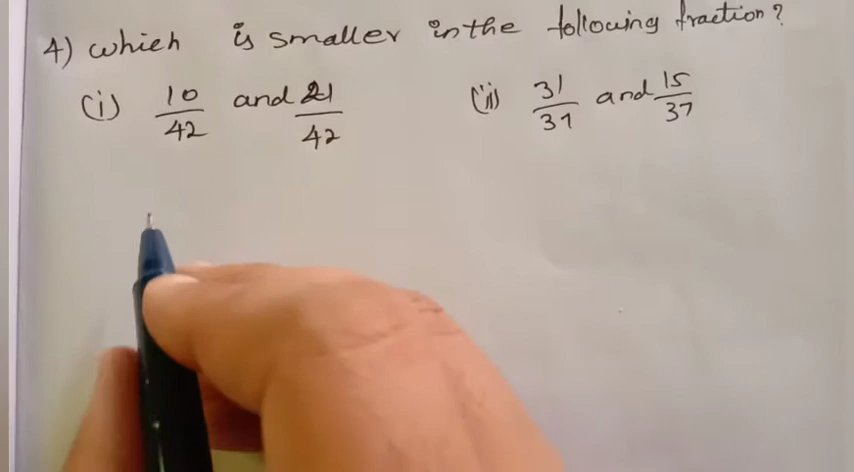 4) which is smaller in the following fraction?
(i) 10/42 and 21/42 (ii) 31/37 and 15/37